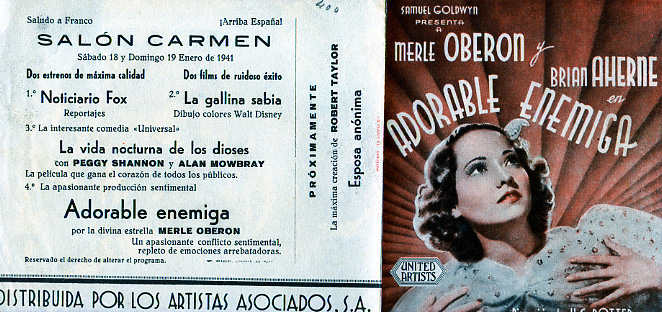 400
Saludo a Franco ¡Arriba España!
SALÓN CARMEN
Sábado 18 y Domingo 19 Enero de 1941
Dos estrenos de máxima calidad Dos films de ruidoso éxito
1.º Noticiario Fox 2.º La gallina sabia
Reportajes Dibujo colores Walt Disney
3.º La interesante comedia «Universal»
La vida nocturna de los dioses
con PEGGY SHANNON y ALAN MOWBRAY
La película que gana el corazón de todos los públicos.
4.º La apasionante producción sentimental
Adorable enemiga
por la divina estrella MERLE OBERON
Un apasionante conflicto sentimental,
repleto de emociones arrebatadoras.
Reservado el derecho de alterar el programa.
DISTRIBUIDA POR LOS ARTISTAS ASOCIADOS, S.A.
PRÓXIMAMENTE
La máxima creación de ROBERT TAYLOR
Esposa anónima
SAMUEL GOLDWYN
PRESENTA
A
MERLE OBERON y
BRIAN AHERNE
en
ADORABLE ENEMIGA
UNITED
ARTISTS